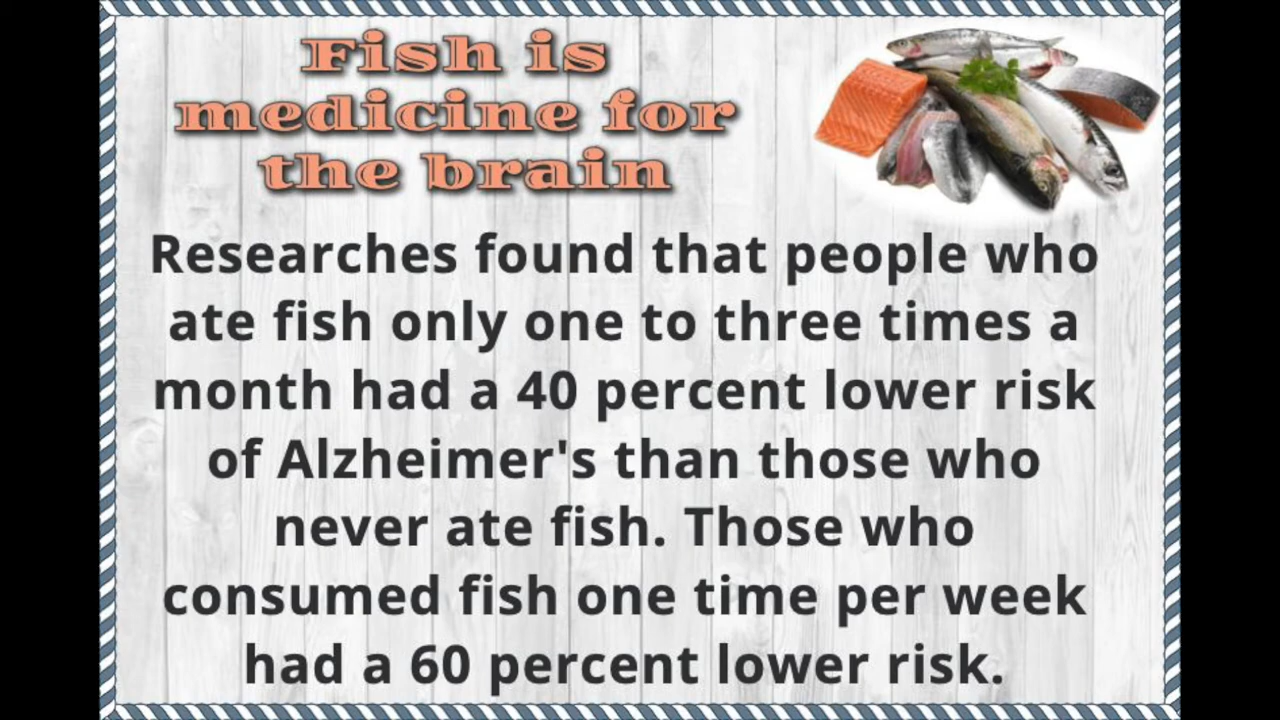 Fish is
medicine for
the brain
Researches found that people who
ate fish only one to three times a
month had a 40 percent lower risk
of Alzheimer's than those who
never ate fish. Those who
consumed fish one time per week
had a 60 percent lower risk.